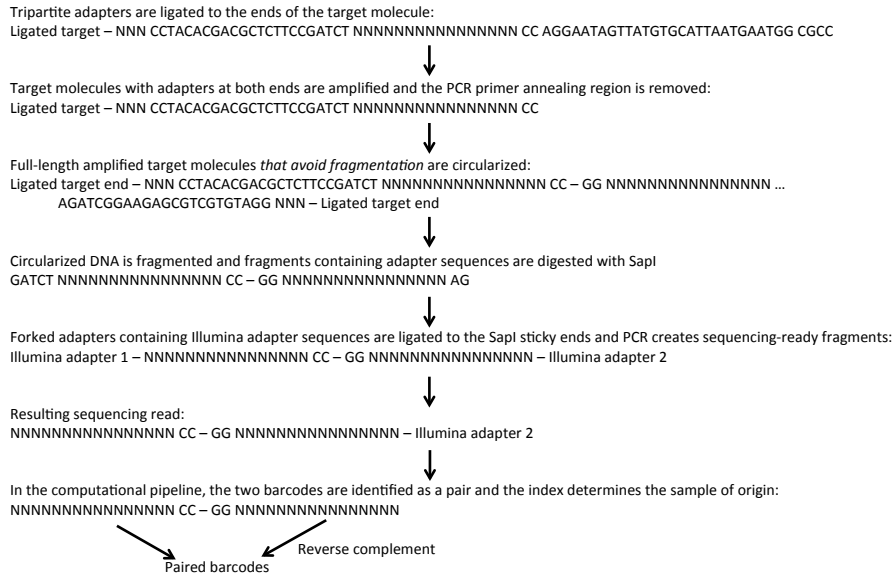 Tripartite adapters are ligated to the ends of the target molecule:
Ligated target – NNN CCTACACGACGCTCTTCCGATCT NNNNNNNNNNNNNNNN CC AGGAATAGTTATGTGCATTAATGAATGG CGCC
Target molecules with adapters at both ends are amplified and the PCR primer annealing region is removed:
Ligated target – NNN CCTACACGACGCTCTTCCGATCT NNNNNNNNNNNNNNNN CC
Full-length amplified target molecules that avoid fragmentation are circularized:
Ligated target end – NNN CCTACACGACGCTCTTCCGATCT NNNNNNNNNNNNNNNN CC – GG NNNNNNNNNNNNNNNN ...
AGATCGGAAGAGCGTCGTGTAGG NNN – Ligated target end
Circularized DNA is fragmented and fragments containing adapter sequences are digested with SapI
GATCT NNNNNNNNNNNNNNNN CC – GG NNNNNNNNNNNNNNNN AG
Forked adapters containing Illumina adapter sequences are ligated to the SapI sticky ends and PCR creates sequencing-ready fragments:
Illumina adapter 1 – NNNNNNNNNNNNNNNN CC – GG NNNNNNNNNNNNNNNN – Illumina adapter 2
Resulting sequencing read:
NNNNNNNNNNNNNNNN CC – GG NNNNNNNNNNNNNNNN – Illumina adapter 2
In the computational pipeline, the two barcodes are identified as a pair and the index determines the sample of origin:
NNNNNNNNNNNNNNNN CC – GG NNNNNNNNNNNNNNNN
Reverse complement
Paired barcodes